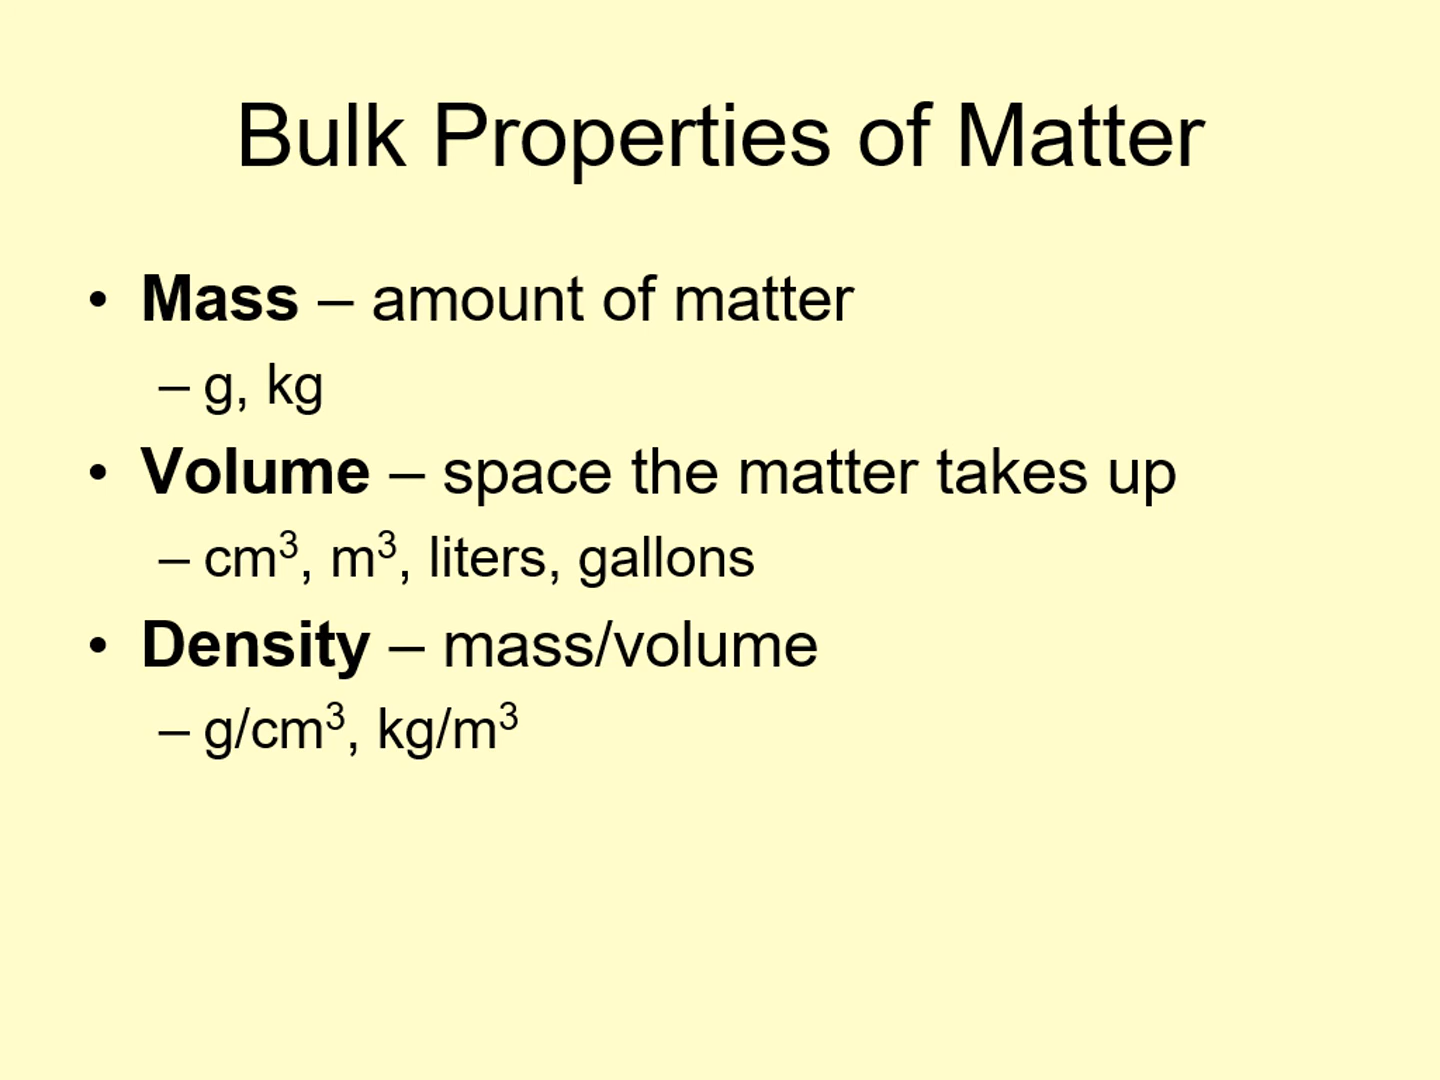 Bulk Properties of Matter
• Mass – amount of matter
– g, kg
• Volume – space the matter takes up
– cm³, m³, liters, gallons
• Density – mass/volume
– g/cm³, kg/m³